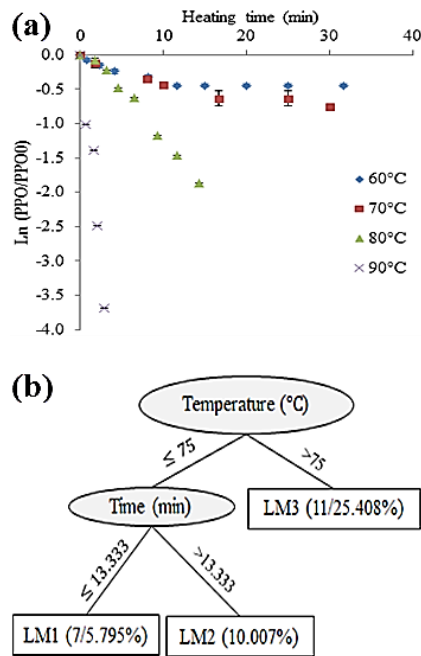 (a)
Heating time (min)
0 10 20 30 40
0.0
-0.5
-1.0
-1.5
-2.0
-2.5
-3.0
-3.5
-4.0
Ln (PPO/PPO0)
60°C
70°C
80°C
90°C
(b)
Temperature (°C)
≤ 75
>75
Time (min)
LM3 (11/25.408%)
≤ 13.333
>13.333
LM1 (7/5.795%)
LM2 (10.007%)